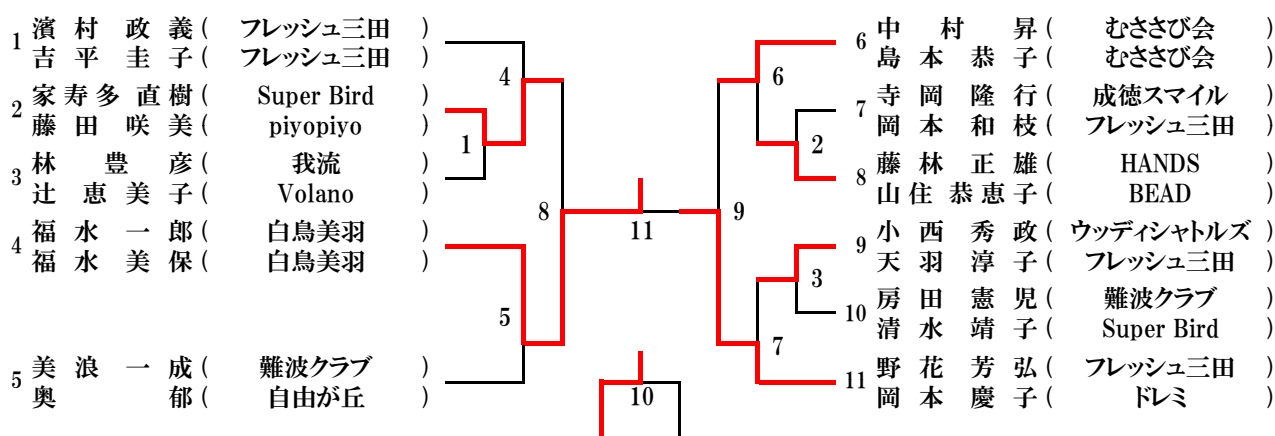 1 濱村政義( フレッシュ三田 )
吉平圭子( フレッシュ三田 )
2 家寿多直樹( Super Bird )
藤田咲美( piyopiyo )
3 林豊彦( 我流 )
辻恵美子( Volano )
4 福水一郎( 白鳥美羽 )
福水美保( 白鳥美羽 )
5 美浪一成( 難波クラブ )
奥郁( 自由が丘 )
4
1
8
5
11
10
9
6
2
3
7
6 中村昇( むささび会 )
島本恭子( むささび会 )
7 寺岡隆行( 成徳スマイル )
岡本和枝( フレッシュ三田 )
8 藤林正雄( HANDS )
山住恭恵子( BEAD )
9 小西秀政( ウッディシャトルズ )
天羽淳子( フレッシュ三田 )
10 房田憲児( 難波クラブ )
清水靖子( Super Bird )
11 野花芳弘( フレッシュ三田 )
岡本慶子( ドレミ )